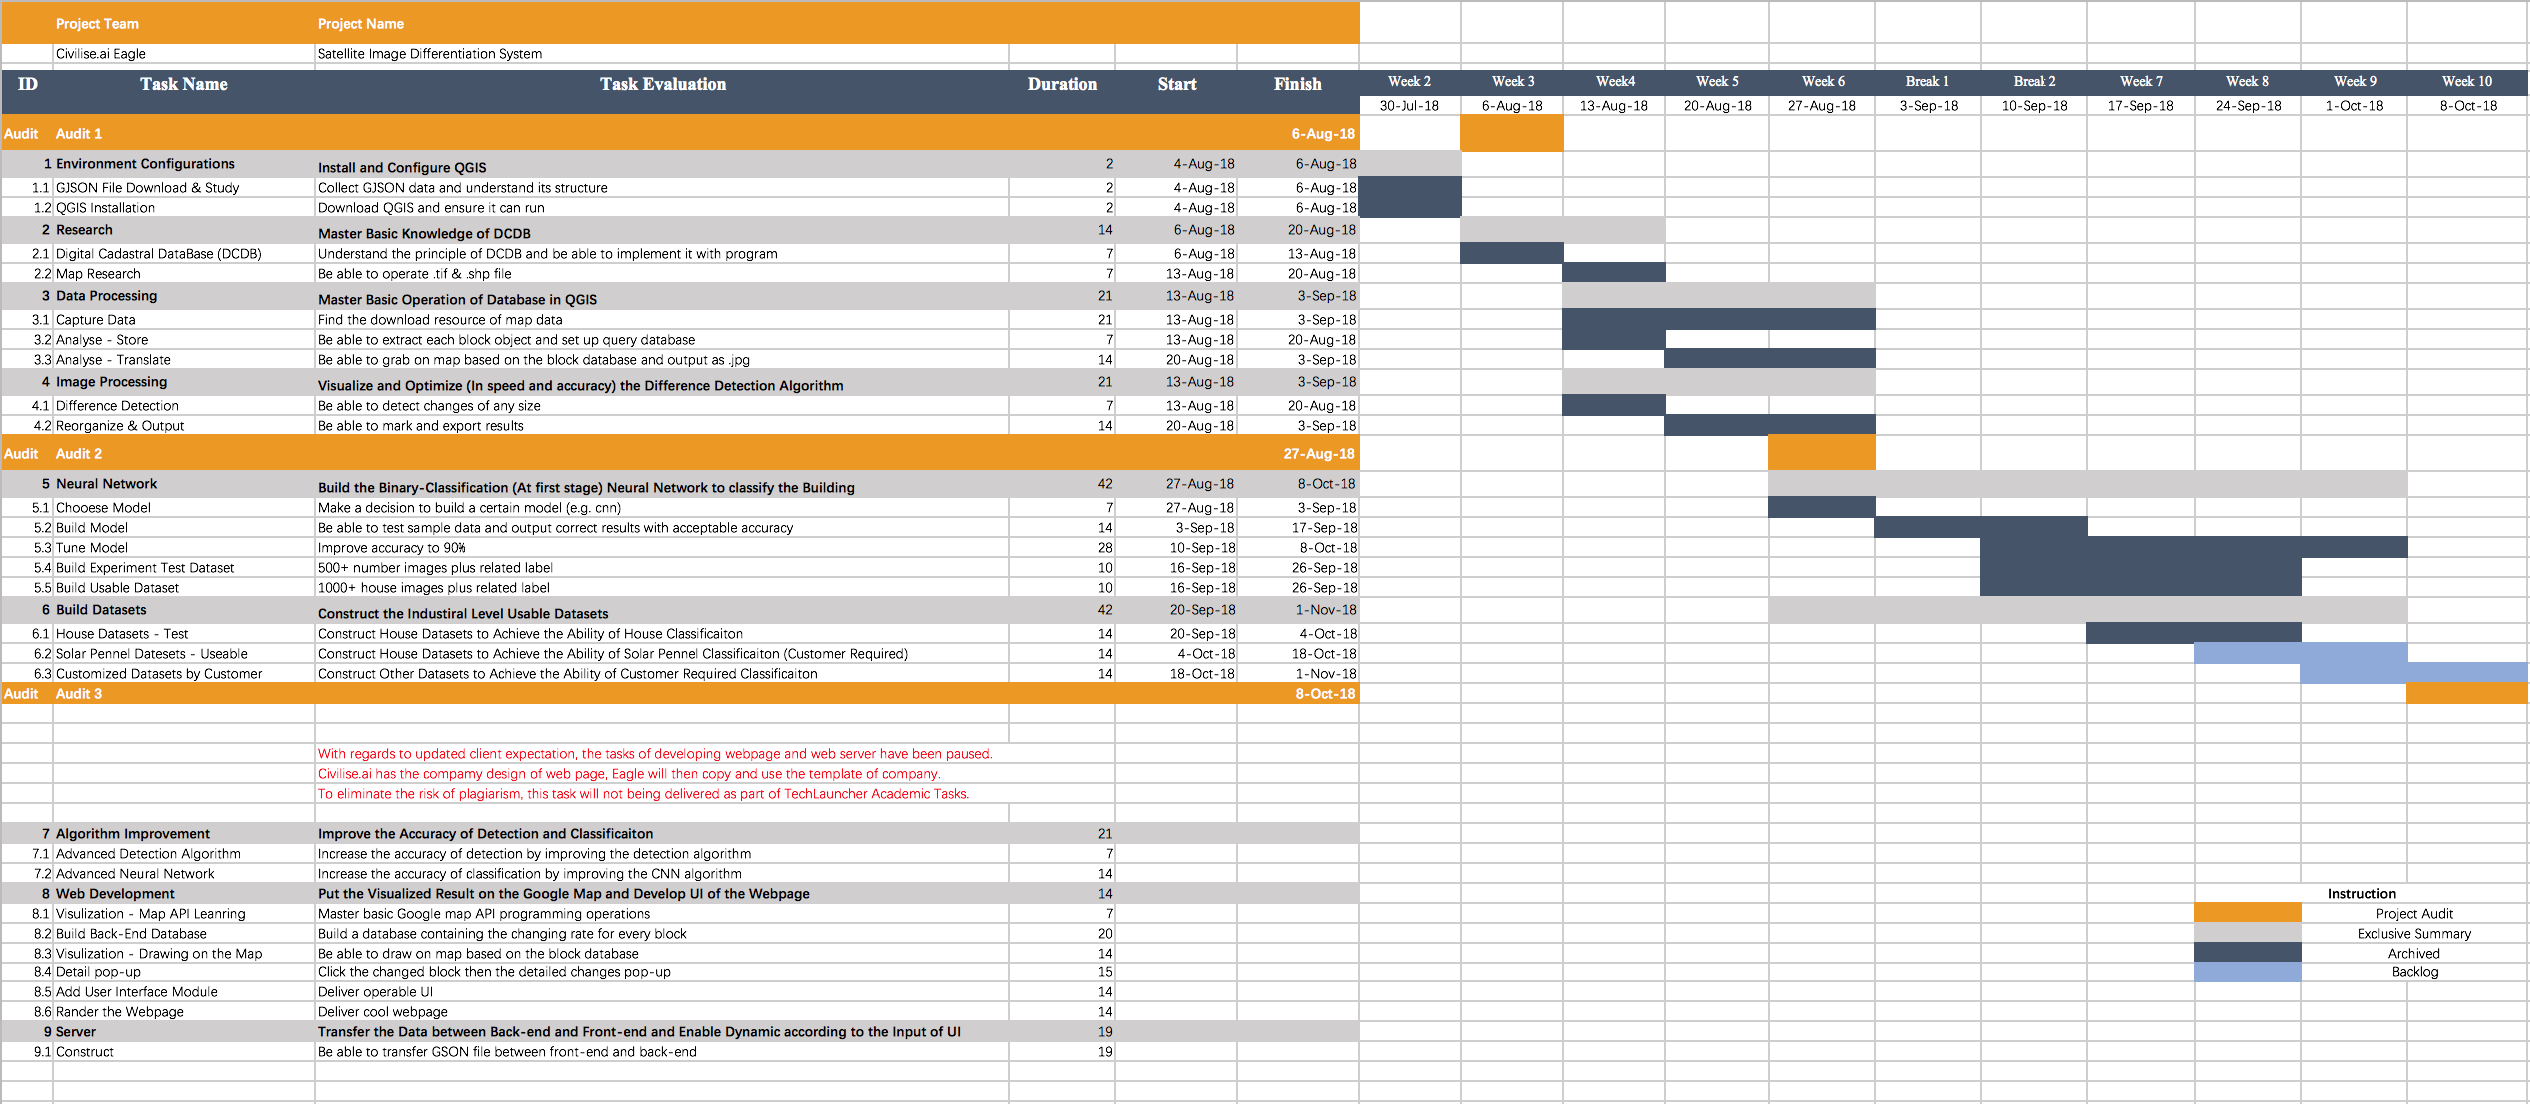 Project Team Project Name
Civilise.ai Eagle Satellite Image Differentiation System
ID Task Name Task Evaluation Duration Start Finish Week 2 Week 3 Week4 Week 5 Week 6 Break 1 Break 2 Week 7 Week 8 Week 9 Week 10
30-Jul-18 6-Aug-18 13-Aug-18 20-Aug-18 27-Aug-18 3-Sep-18 10-Sep-18 17-Sep-18 24-Sep-18 1-Oct-18 8-Oct-18
Audit Audit 1 6-Aug-18
1 Environment Configurations Install and Configure QGIS 2 4-Aug-18 6-Aug-18
1.1 GJSON File Download & Study Collect GJSON data and understand its structure 2 4-Aug-18 6-Aug-18
1.2 QGIS Installation Download QGIS and ensure it can run 2 4-Aug-18 6-Aug-18
2 Research Master Basic Knowledge of DCDB 14 6-Aug-18 20-Aug-18
2.1 Digital Cadastral DataBase (DCDB) Understand the principle of DCDB and be able to implement it with program 7 6-Aug-18 13-Aug-18
2.2 Map Research Be able to operate .tif & .shp file 7 13-Aug-18 20-Aug-18
3 Data Processing Master Basic Operation of Database in QGIS 21 13-Aug-18 3-Sep-18
3.1 Capture Data Find the download resource of map data 21 13-Aug-18 3-Sep-18
3.2 Analyse - Store Be able to extract each block object and set up query database 7 13-Aug-18 20-Aug-18
3.3 Analyse - Translate Be able to grab on map based on the block database and output as .jpg 14 20-Aug-18 3-Sep-18
4 Image Processing Visualize and Optimize (In speed and accuracy) the Difference Detection Algorithm 21 13-Aug-18 3-Sep-18
4.1 Difference Detection Be able to detect changes of any size 7 13-Aug-18 20-Aug-18
4.2 Reorganize & Output Be able to mark and export results 14 20-Aug-18 3-Sep-18
Audit Audit 2 27-Aug-18
5 Neural Network Build the Binary-Classification (At first stage) Neural Network to classify the Building 42 27-Aug-18 8-Oct-18
5.1 Chooese Model Make a decision to build a certain model (e.g. cnn) 7 27-Aug-18 3-Sep-18
5.2 Build Model Be able to test sample data and output correct results with acceptable accuracy 14 3-Sep-18 17-Sep-18
5.3 Tune Model Improve accuracy to 90% 28 10-Sep-18 8-Oct-18
5.4 Build Experiment Test Dataset 500+ number images plus related label 10 16-Sep-18 26-Sep-18
5.5 Build Usable Dataset 1000+ house images plus related label 10 16-Sep-18 26-Sep-18
6 Build Datasets Construct the Industiral Level Usable Datasets 42 20-Sep-18 1-Nov-18
6.1 House Datasets - Test Construct House Datasets to Achieve the Ability of House Classificaiton 14 20-Sep-18 4-Oct-18
6.2 Solar Pennel Datesets - Useable Construct House Datasets to Achieve the Ability of Solar Pennel Classificaiton (Customer Required) 14 4-Oct-18 18-Oct-18
6.3 Customized Datasets by Customer Construct Other Datasets to Achieve the Ability of Customer Required Classificaiton 14 18-Oct-18 1-Nov-18
Audit Audit 3 8-Oct-18
With regards to updated client expectation, the tasks of developing webpage and web server have been paused.
Civilise.ai has the compamy design of web page, Eagle will then copy and use the template of company.
To eliminate the risk of plagiarism, this task will not being delivered as part of TechLauncher Academic Tasks.
7 Algorithm Improvement Improve the Accuracy of Detection and Classificaiton 21
7.1 Advanced Detection Algorithm Increase the accuracy of detection by improving the detection algorithm 7
7.2 Advanced Neural Network Increase the accuracy of classification by improving the CNN algorithm 14
8 Web Development Put the Visualized Result on the Google Map and Develop UI of the Webpage 14 Instruction
8.1 Visulization - Map API Leanring Master basic Google map API programming operations 7 Project Audit
8.2 Build Back-End Database Build a database containing the changing rate for every block 20 Exclusive Summary
8.3 Visulization - Drawing on the Map Be able to draw on map based on the block database 14 Archived
8.4 Detail pop-up Click the changed block then the detailed changes pop-up 15 Backlog
8.5 Add User Interface Module Deliver operable UI 14
8.6 Rander the Webpage Deliver cool webpage 14
9 Server Transfer the Data between Back-end and Front-end and Enable Dynamic according to the Input of UI 19
9.1 Construct Be able to transfer GSON file between front-end and back-end 19